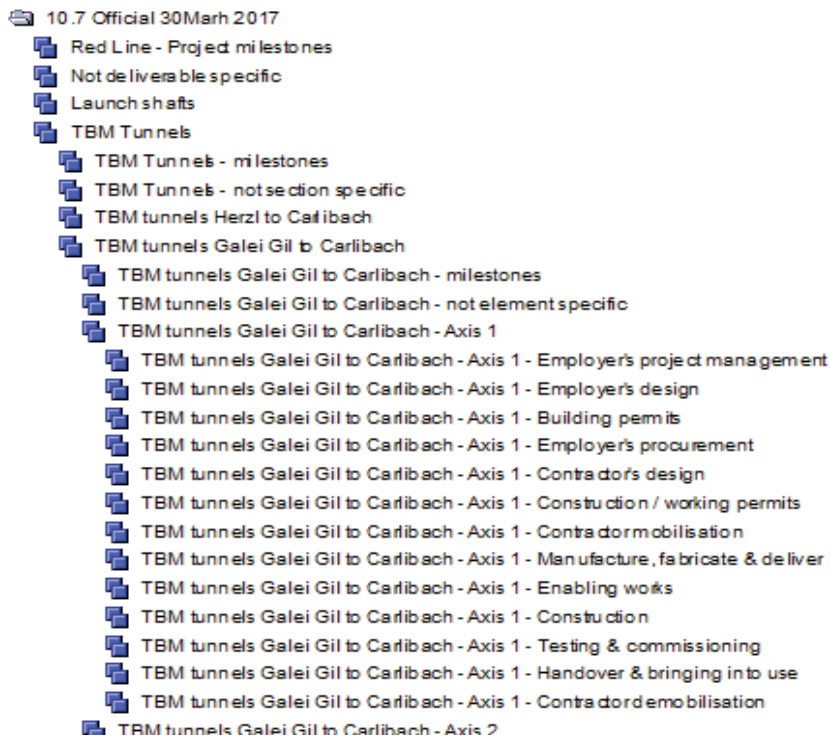 10.7 Official 30Marh 2017
Red Line - Project milestones
Not deliverable specific
Launch shafts
TBM Tunnels
TBM Tunnels - milestones
TBM Tunnels - not section specific
TBM tunnels Herzl to Carlibach
TBM tunnels Galei Gil to Carlibach
TBM tunnels Galei Gil to Carlibach - milestones
TBM tunnels Galei Gil to Carlibach - not element specific
TBM tunnels Galei Gil to Carlibach - Axis 1
TBM tunnels Galei Gil to Carlibach - Axis 1 - Employer's project management
TBM tunnels Galei Gil to Carlibach - Axis 1 - Employer's design
TBM tunnels Galei Gil to Carlibach - Axis 1 - Building permits
TBM tunnels Galei Gil to Carlibach - Axis 1 - Employer's procurement
TBM tunnels Galei Gil to Carlibach - Axis 1 - Contractor's design
TBM tunnels Galei Gil to Carlibach - Axis 1 - Construction / working permits
TBM tunnels Galei Gil to Carlibach - Axis 1 - Contractor mobilisation
TBM tunnels Galei Gil to Carlibach - Axis 1 - Manufacture, fabricate & deliver
TBM tunnels Galei Gil to Carlibach - Axis 1 - Enabling works
TBM tunnels Galei Gil to Carlibach - Axis 1 - Construction
TBM tunnels Galei Gil to Carlibach - Axis 1 - Testing & commissioning
TBM tunnels Galei Gil to Carlibach - Axis 1 - Handover & bringing into use
TBM tunnels Galei Gil to Carlibach - Axis 1 - Contractor demobilisation
TBM tunnels Galei Gil to Carlibach - Axis 2